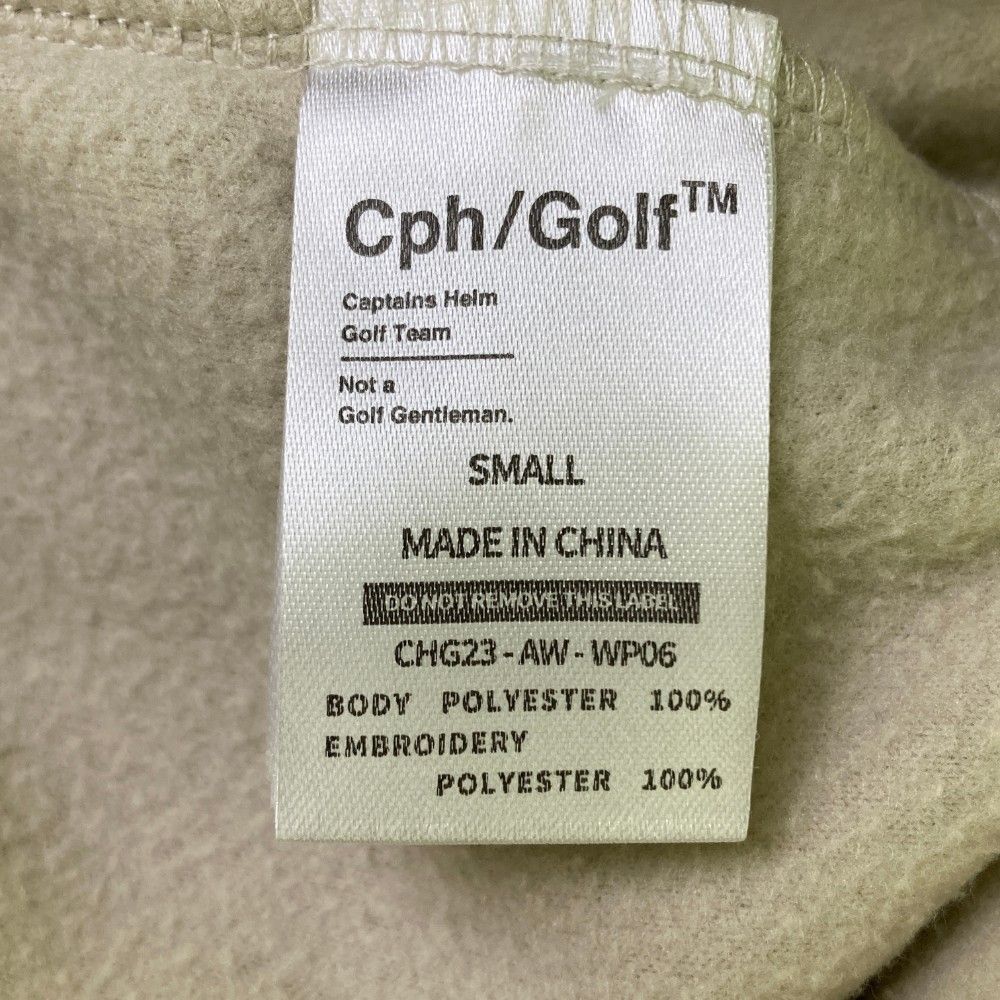 Cph/Golf™
Captains Helm
Golf Team
Not a
Golf Gentleman.
SMALL
MADE IN CHINA
DO NOT REMOVE THIS LABEL
CHG23-AW-WP06
BODY POLYESTER 100%
EMBROIDERY
POLYESTER 100%